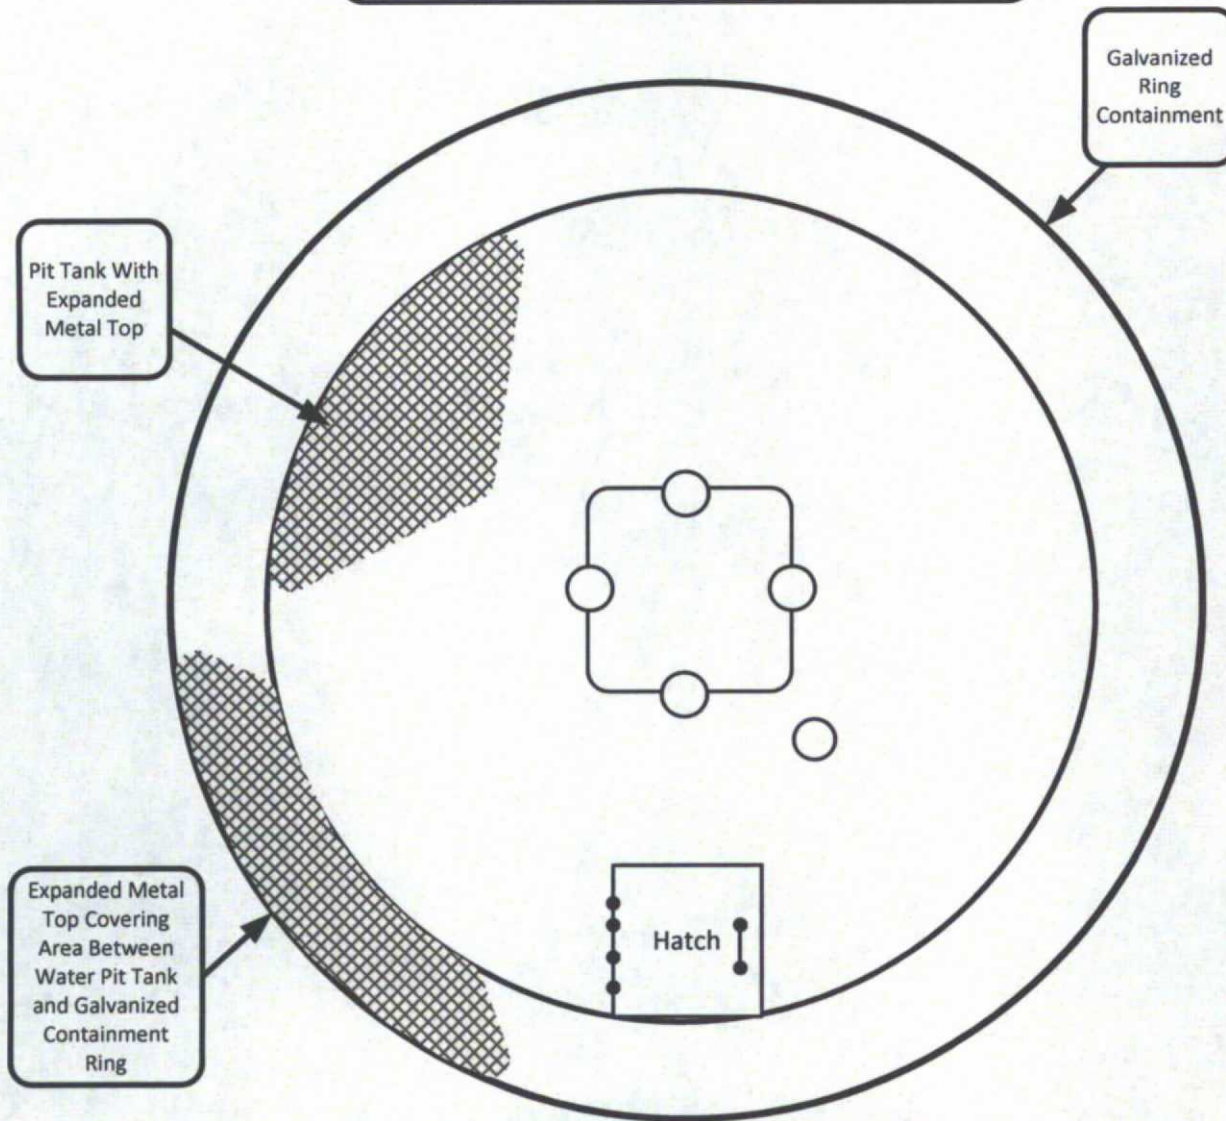 Galvanized
Ring
Containment
Pit Tank With
Expanded
Metal Top
Expanded Metal
Top Covering
Area Between
Water Pit Tank
and Galvanized
Containment
Ring
Hatch